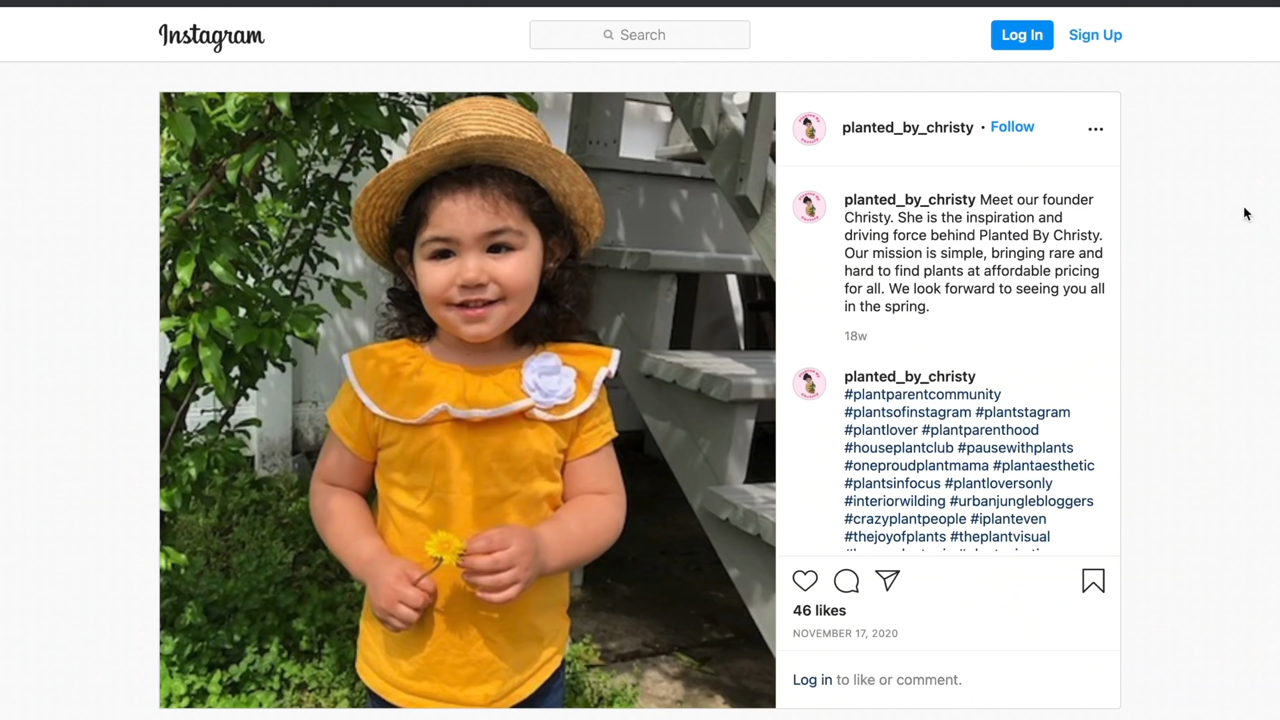 Instagram
Search
Log In
Sign Up
planted_by_christy • Follow
planted_by_christy Meet our founder
Christy. She is the inspiration and
driving force behind Planted By Christy.
Our mission is simple, bringing rare and
hard to find plants at affordable pricing
for all. We look forward to seeing you all
in the spring.
18w
planted_by_christy
#plantparentcommunity
#plantsofinstagram #plantstagram
#plantlover #plantparenthood
#houseplantclub #pausewithplants
#oneproudplantmama #plantaesthetic
#plantsinfocus #plantloversonly
#interiorwilding #urbanjunglebloggers
#crazyplantpeople #iplanteven
#thejoyofplants #theplantvisual
46 likes
NOVEMBER 17, 2020
Log in to like or comment.